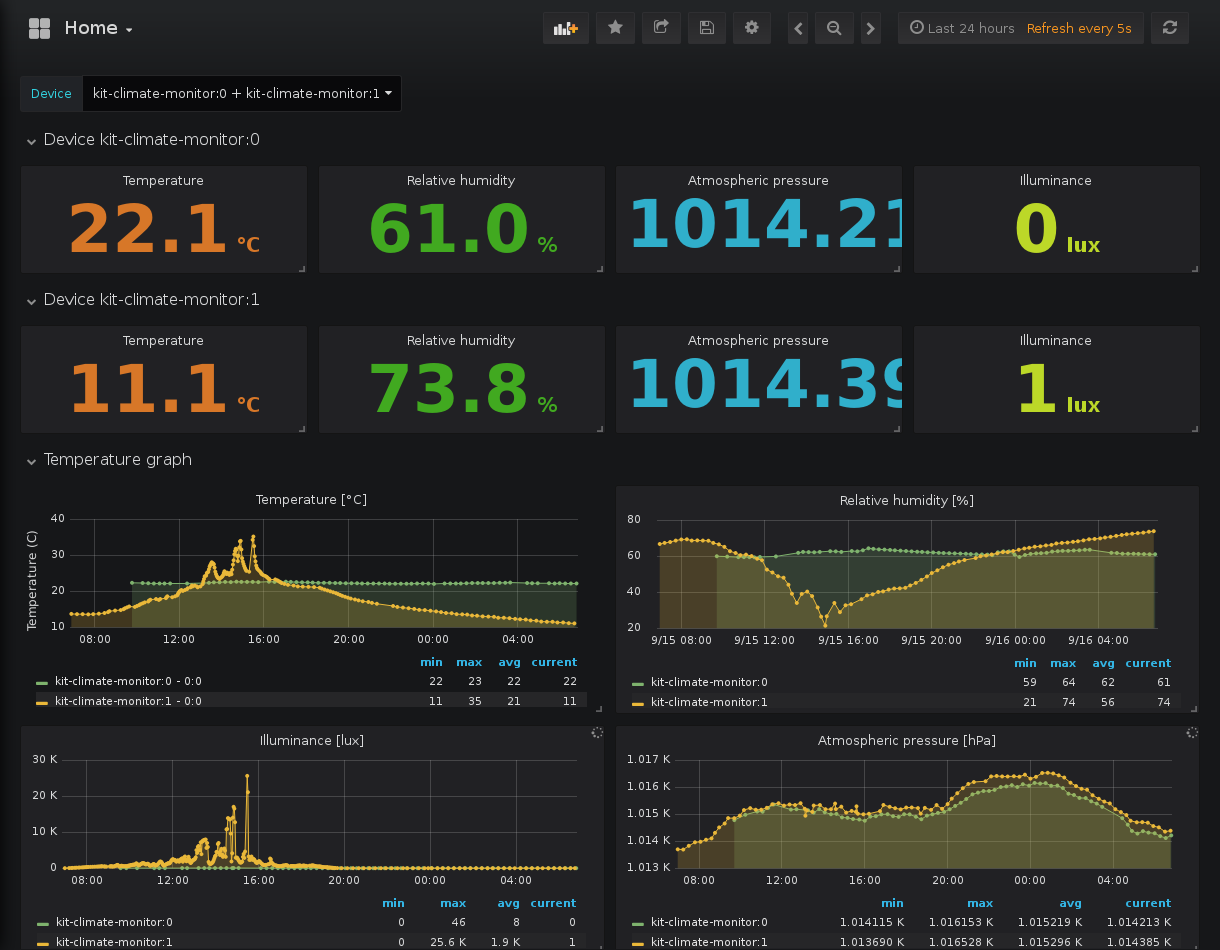 Home
Last 24 hours Refresh every 5s
Device kit-climate-monitor:0 + kit-climate-monitor:1
Device kit-climate-monitor:0
Temperature Relative humidity Atmospheric pressure Illuminance
22.1 °C 61.0 % 1014.21 0 lux
Device kit-climate-monitor:1
Temperature Relative humidity Atmospheric pressure Illuminance
11.1 °C 73.8 % 1014.39 1 lux
Temperature graph
Temperature [°C]
Temperature (C)
40
30
20
10
08:00 12:00 16:00 20:00 00:00 04:00
min max avg current
kit-climate-monitor:0 - 0:0 22 23 22 22
kit-climate-monitor:1 - 0:0 11 35 21 11
Relative humidity [%]
80
60
40
20
9/15 08:00 9/15 12:00 9/15 16:00 9/15 20:00 9/16 00:00 9/16 04:00
min max avg current
kit-climate-monitor:0 59 64 62 61
kit-climate-monitor:1 21 74 56 74
Illuminance [lux]
30 K
20 K
10 K
0
08:00 12:00 16:00 20:00 00:00 04:00
min max avg current
kit-climate-monitor:0 0 46 8 0
kit-climate-monitor:1 0 25.6 K 1.9 K 1
Atmospheric pressure [hPa]
1.017 K
1.016 K
1.015 K
1.014 K
1.013 K
08:00 12:00 16:00 20:00 00:00 04:00
min max avg current
kit-climate-monitor:0 1.014115 K 1.016153 K 1.015219 K 1.014213 K
kit-climate-monitor:1 1.013690 K 1.016528 K 1.015296 K 1.014385 K